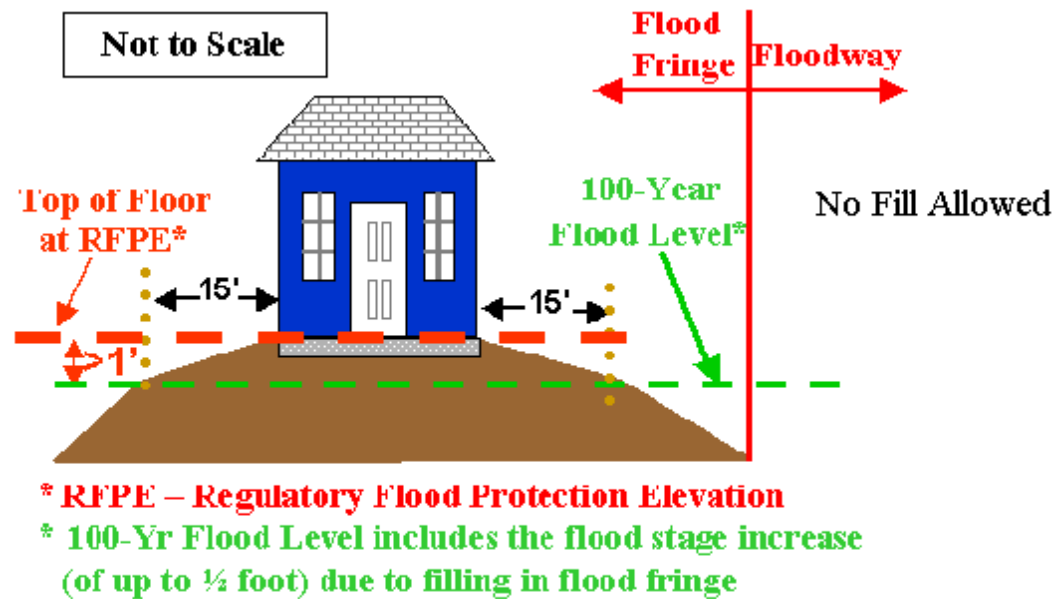 Not to Scale
Flood
Fringe
Floodway
Top of Floor
at RFPE*
100-Year
Flood Level*
No Fill Allowed
15'
15'
>1'
* RFPE – Regulatory Flood Protection Elevation
* 100-Yr Flood Level includes the flood stage increase
(of up to ½ foot) due to filling in flood fringe